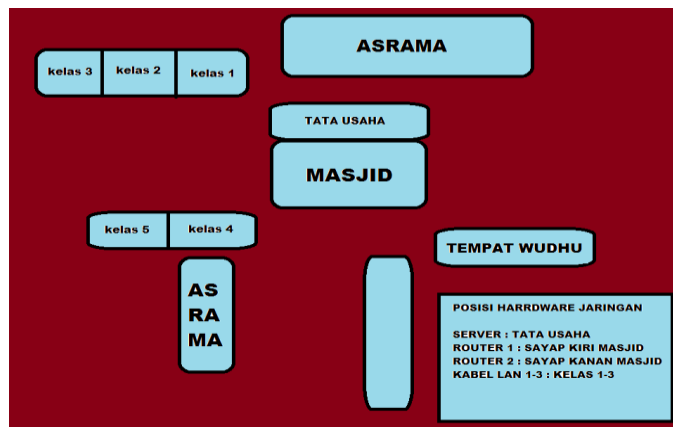 ASRAMA
kelas 3
kelas 2
kelas 1
TATA USAHA
MASJID
kelas 5
kelas 4
TEMPAT WUDHU
AS
RA
MA
POSISI HARRDWARE JARINGAN
SERVER : TATA USAHA
ROUTER 1 : SAYAP KIRI MASJID
ROUTER 2 : SAYAP KANAN MASJID
KABEL LAN 1-3 : KELAS 1-3